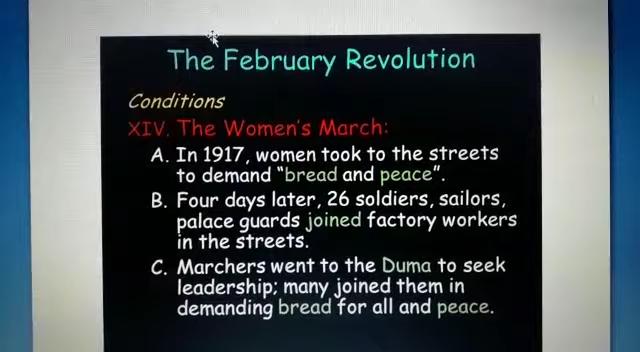 The February Revolution
Conditions
XIV. The Women's March:
A. In 1917, women took to the streets
to demand "bread and peace".
B. Four days later, 26 soldiers, sailors,
palace guards joined factory workers
in the streets.
C. Marchers went to the Duma to seek
leadership; many joined them in
demanding bread for all and peace.